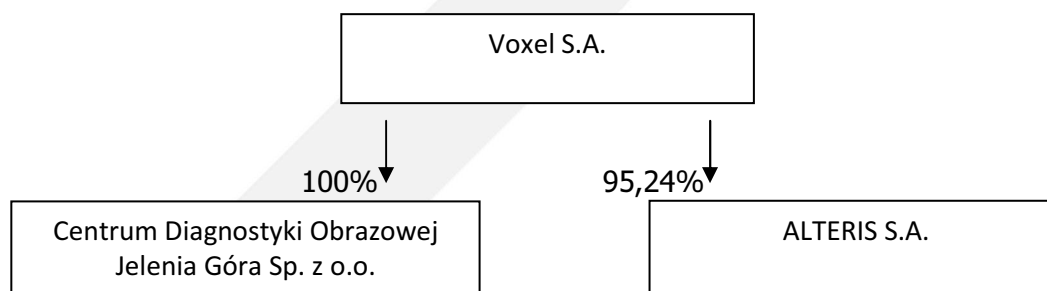 Voxel S.A.
100%
95,24%
Centrum Diagnostyki Obrazowej
Jelenia Góra Sp. z o.o.
ALTERIS S.A.